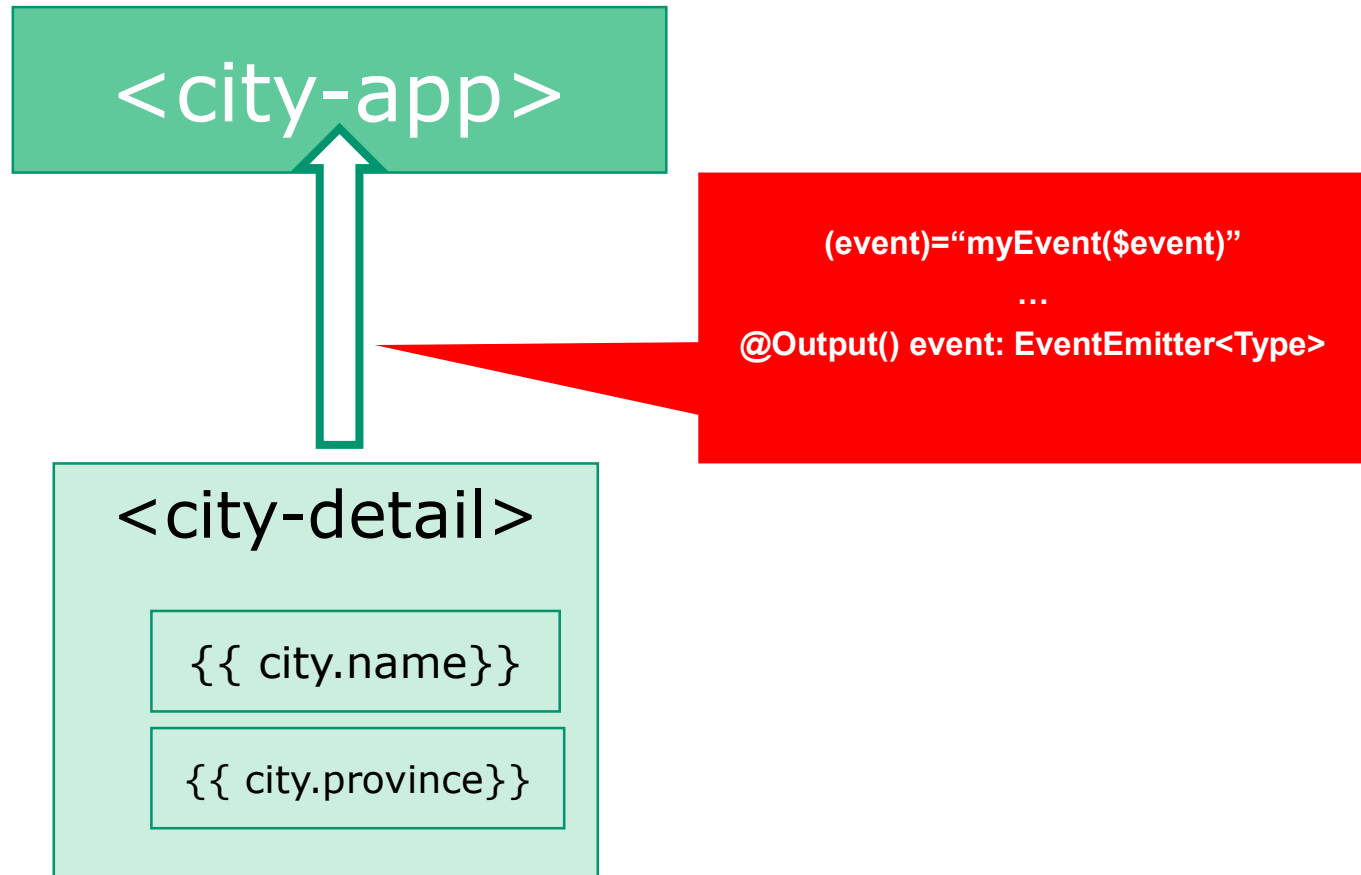 <city-app>
(event)=“myEvent($event)”
…
@Output() event: EventEmitter<Type>
<city-detail>
{{ city.name}}
{{ city.province}}